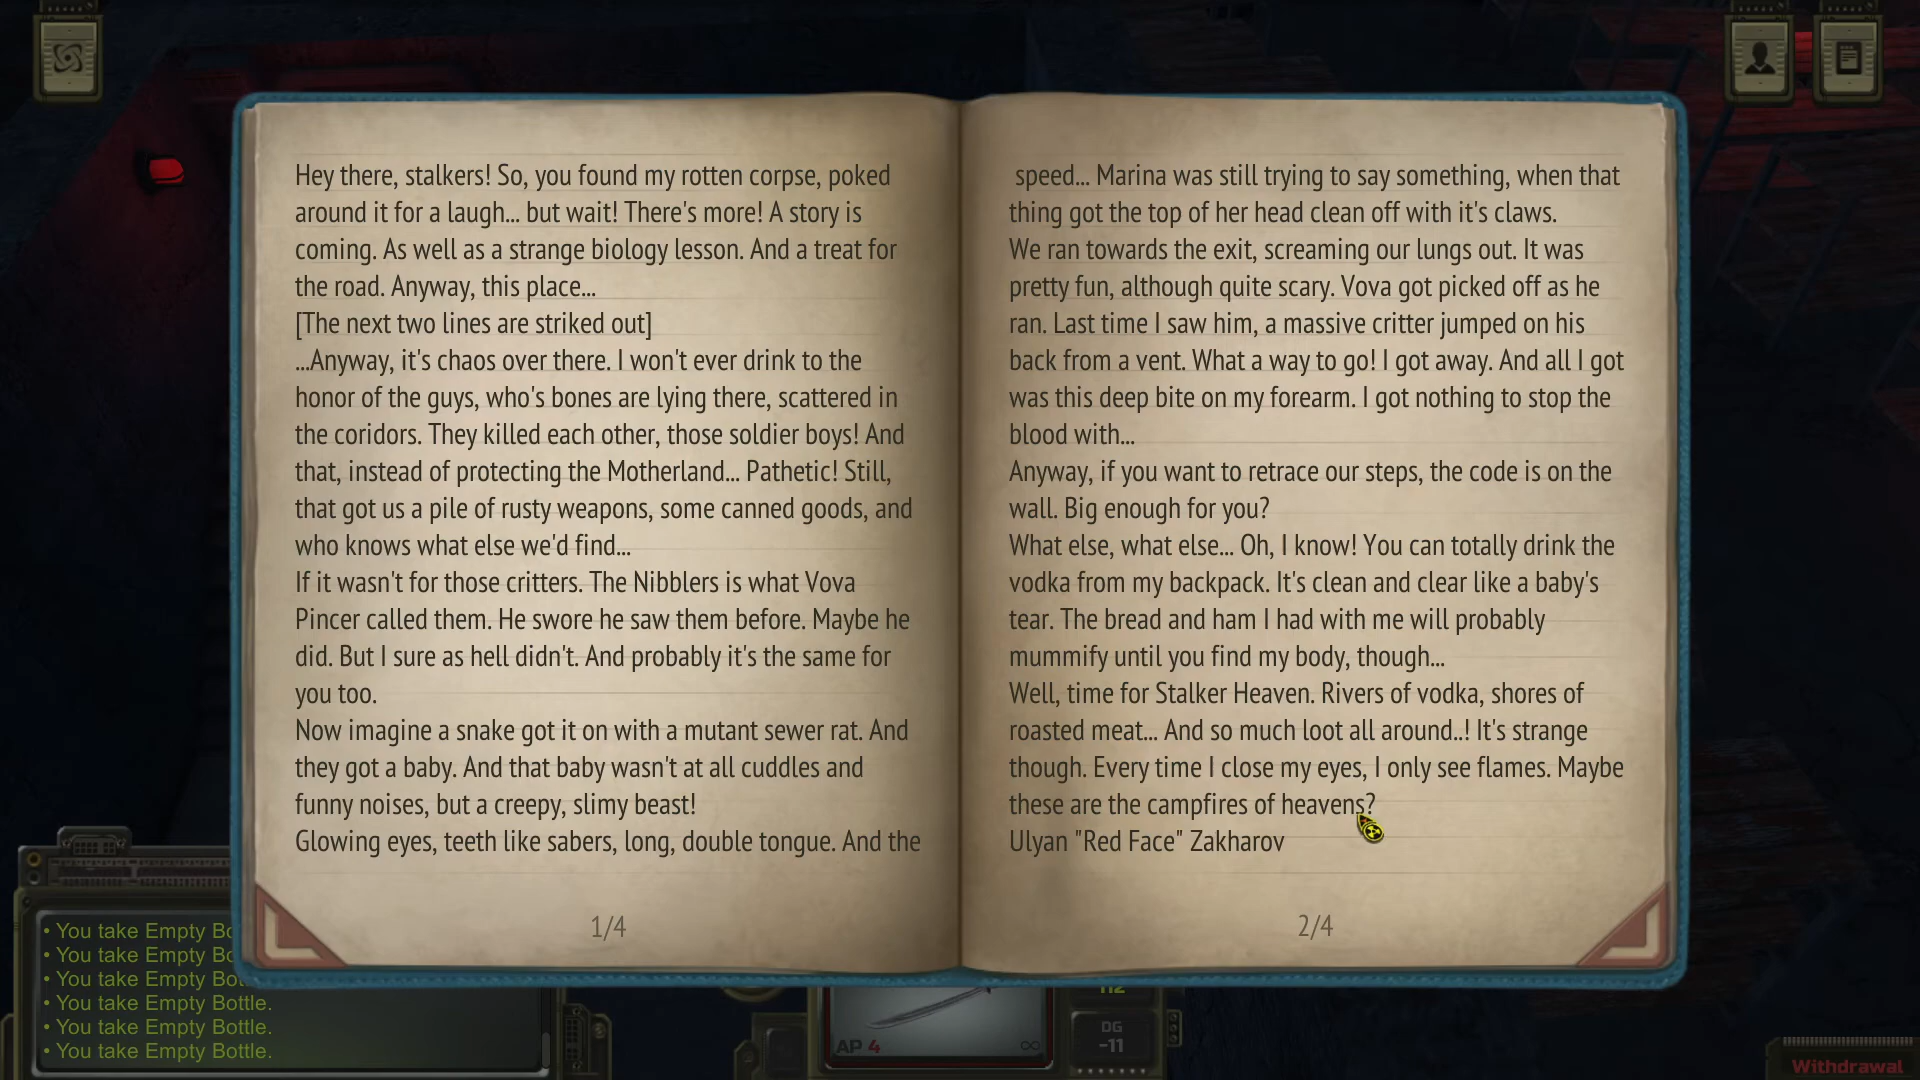 Hey there, stalkers! So, you found my rotten corpse, poked
around it for a laugh... but wait! There's more! A story is
coming. As well as a strange biology lesson. And a treat for
the road. Anyway, this place...
[The next two lines are striked out]
...Anyway, it's chaos over there. I won't ever drink to the
honor of the guys, who's bones are lying there, scattered in
the coridors. They killed each other, those soldier boys! And
that, instead of protecting the Motherland... Pathetic! Still,
that got us a pile of rusty weapons, some canned goods, and
who knows what else we'd find...
If it wasn't for those critters. The Nibblers is what Vova
Pincer called them. He swore he saw them before. Maybe he
did. But I sure as hell didn't. And probably it's the same for
you too.
Now imagine a snake got it on with a mutant sewer rat. And
they got a baby. And that baby wasn't at all cuddles and
funny noises, but a creepy, slimy beast!
Glowing eyes, teeth like sabers, long, double tongue. And the
1/4
speed... Marina was still trying to say something, when that
thing got the top of her head clean off with it's claws.
We ran towards the exit, screaming our lungs out. It was
pretty fun, although quite scary. Vova got picked off as he
ran. Last time I saw him, a massive critter jumped on his
back from a vent. What a way to go! I got away. And all I got
was this deep bite on my forearm. I got nothing to stop the
blood with...
Anyway, if you want to retrace our steps, the code is on the
wall. Big enough for you?
What else, what else... Oh, I know! You can totally drink the
vodka from my backpack. It's clean and clear like a baby's
tear. The bread and ham I had with me will probably
mummify until you find my body, though...
Well, time for Stalker Heaven. Rivers of vodka, shores of
roasted meat... And so much loot all around..! It's strange
though. Every time I close my eyes, I only see flames. Maybe
these are the campfires of heavens?
Ulyan "Red Face" Zakharov
2/4
• You take Empty
• You take Empty
• You take Empty
• You take Empty Bottle.
• You take Empty Bottle.
• You take Empty Bottle.
AP 4
∞
DG
-11
Withdrawal